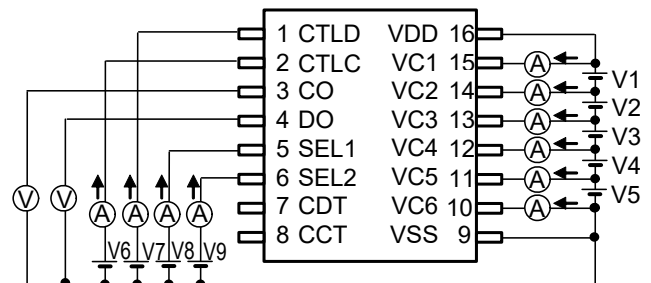 1 CTLD VDD 16
2 CTLC VC1 15
3 CO VC2 14
4 DO VC3 13
5 SEL1 VC4 12
6 SEL2 VC5 11
7 CDT VC6 10
8 CCT VSS 9
A
V1
A
V2
A
V3
A
V4
A
V5
A
V V A A A A
V6 V7 V8 V9